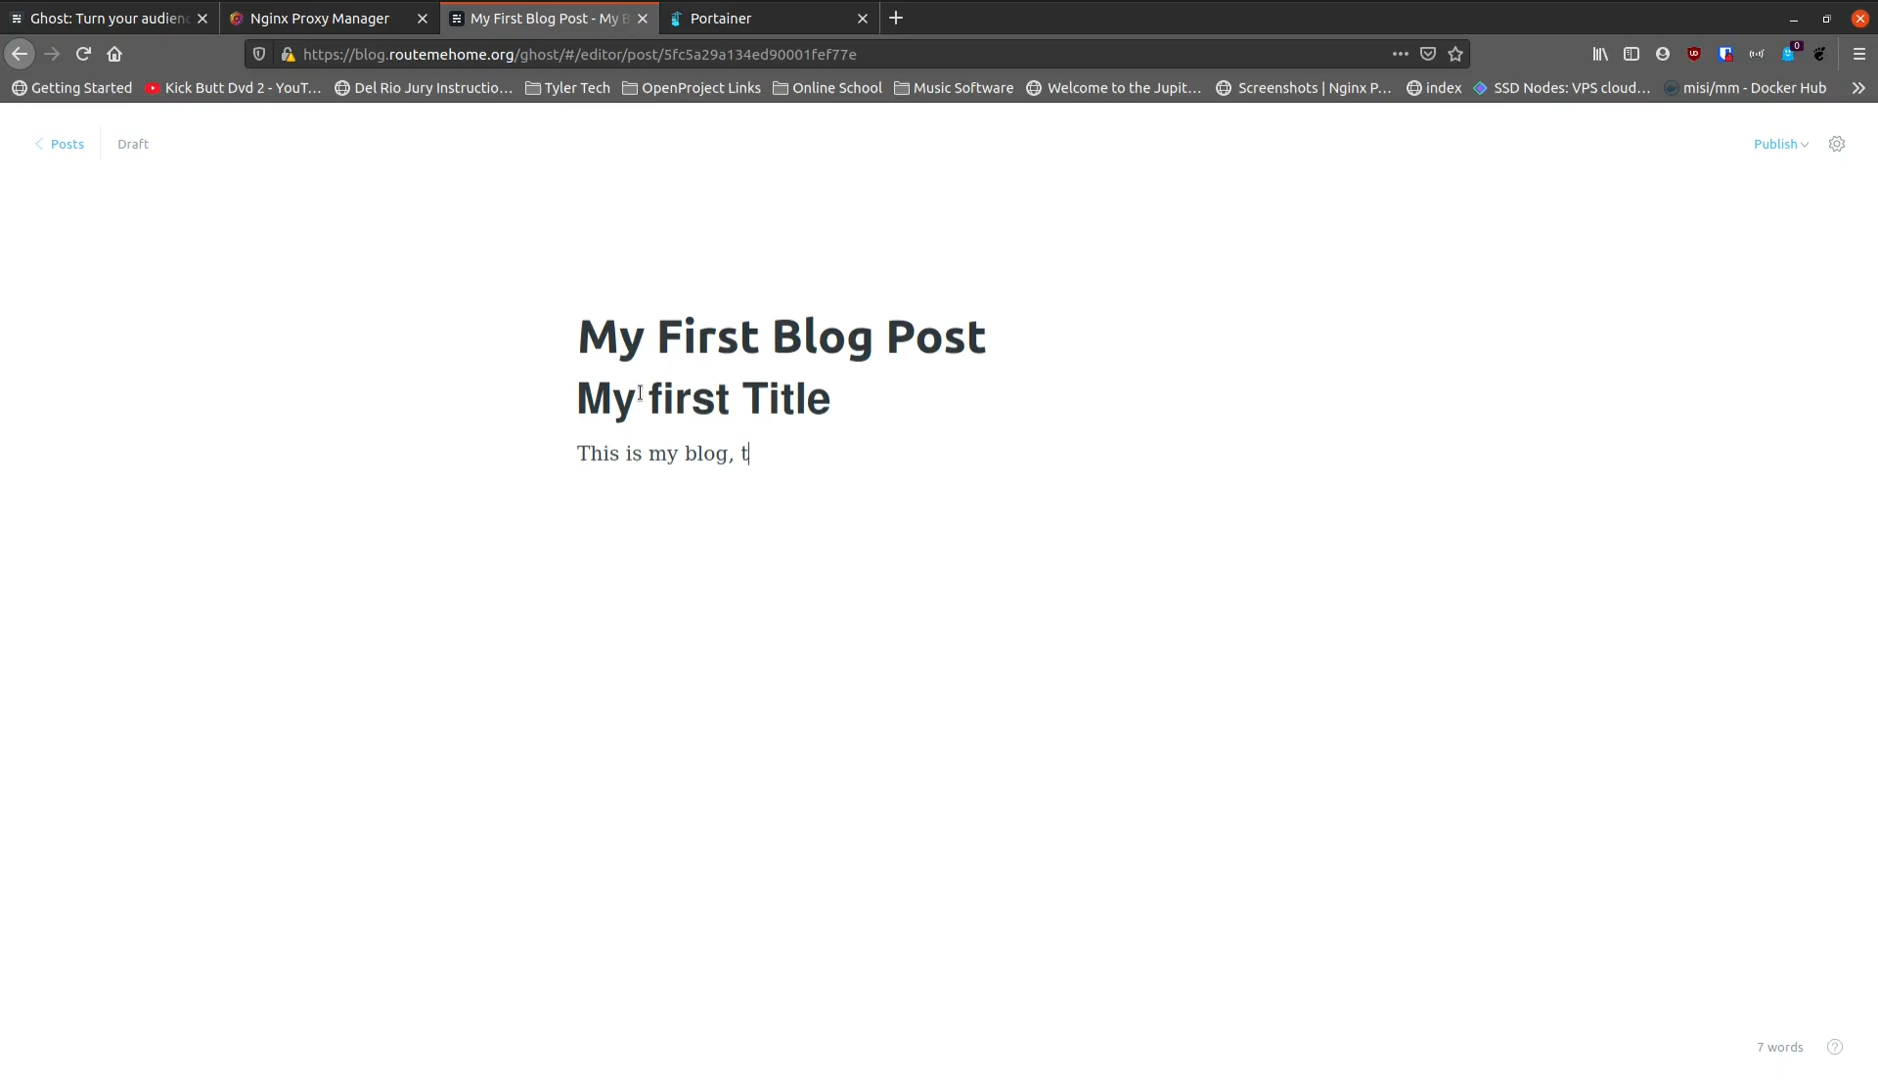 Ghost: Turn your audienc
Nginx Proxy Manager
My First Blog Post - My B
Portainer
https://blog.routemehome.org/ghost/#/editor/post/5fc5a29a134ed90001fef77e
0
Getting Started
Kick Butt Dvd 2 - YouT...
Del Rio Jury Instructio...
Tyler Tech
OpenProject Links
Online School
Music Software
Welcome to the Jupit...
Screenshots | Nginx P...
index
SSD Nodes: VPS cloud...
misi/mm - Docker Hub
Posts
Draft
Publish
My First Blog Post
My first Title
This is my blog, t
7 words